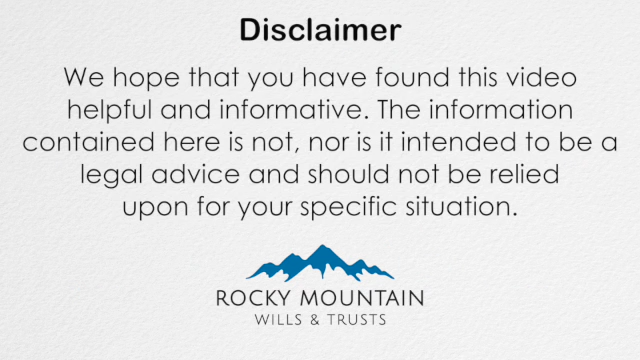 Disclaimer
We hope that you have found this video
helpful and informative. The information
contained here is not, nor is it intended to be a
legal advice and should not be relied
upon for your specific situation.
ROCKY MOUNTAIN
WILLS & TRUSTS